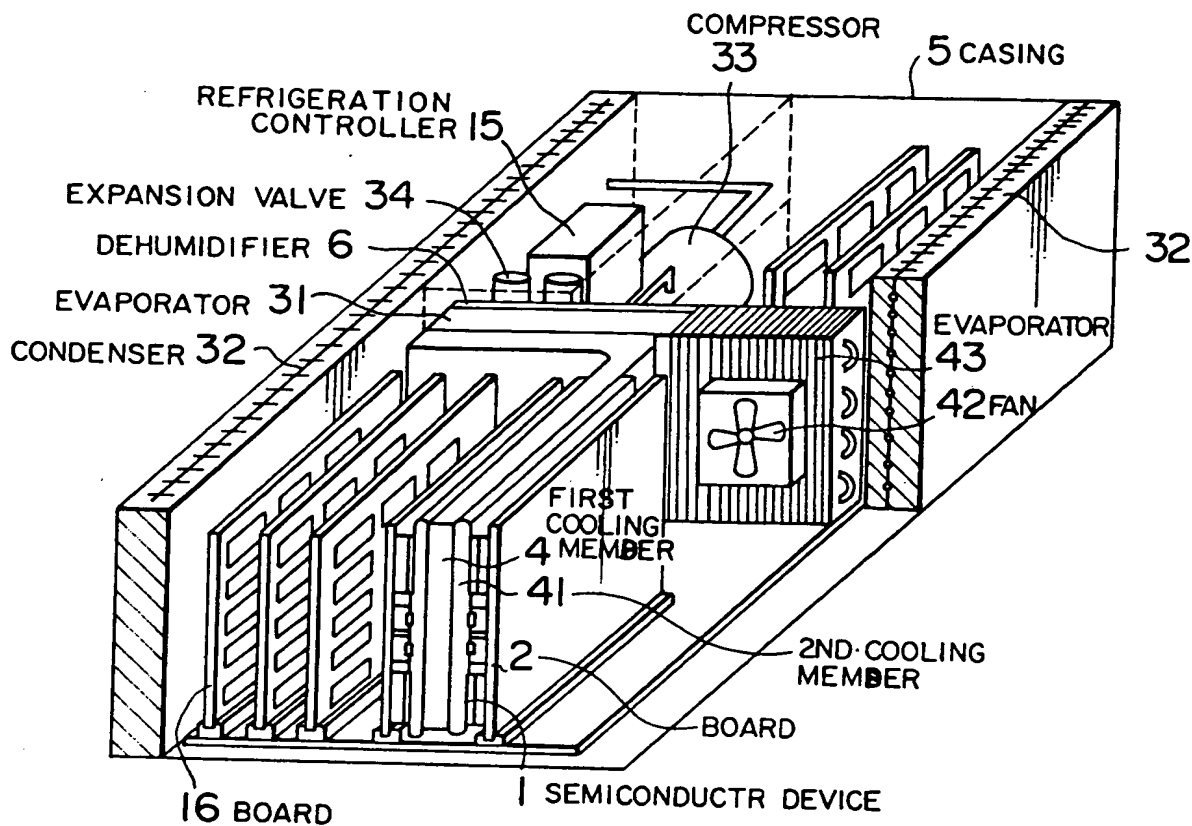 COMPRESSOR
33
5 CASING
REFRIGERATION
CONTROLLER 15
EXPANSION VALVE 34
DEHUMIDIFIER 6
32
EVAPORATOR 31
EVAPORATOR
43
CONDENSER 32
42 FAN
FIRST
COOLING
MEMBER
4
41
2ND·COOLING
MEMBER
2
BOARD
16 BOARD
1 SEMICONDUCTR DEVICE